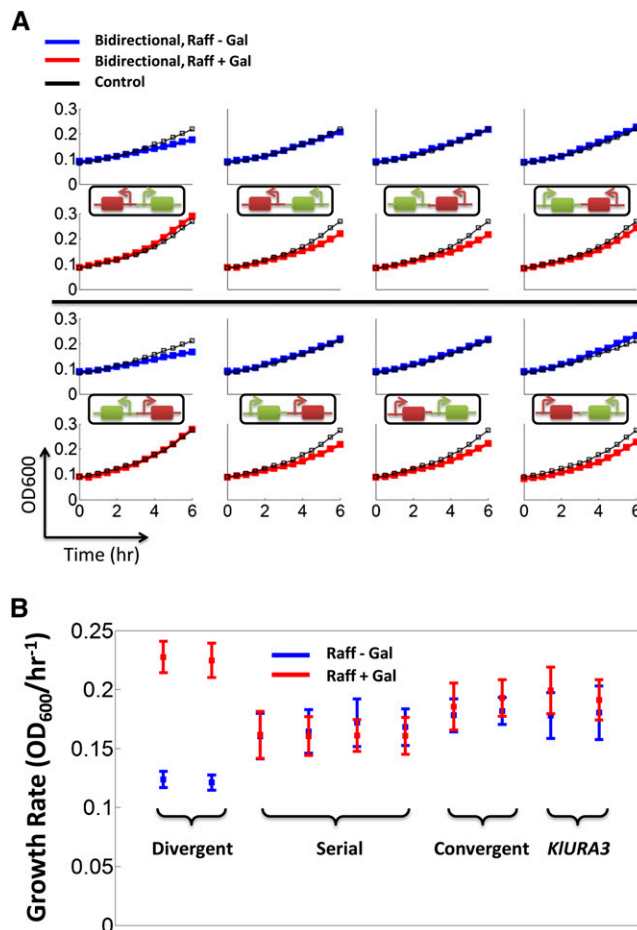 A
Bidirectional, Raff - Gal
Bidirectional, Raff + Gal
Control
0.3
0.2
0.1
0
0.3
0.2
0.1
0
0.3
0.2
0.1
0
0.3
0.2
0.1
0
0 2 4 6 0 2 4 6 0 2 4 6 0 2 4 6
OD600
Time (hr)
B
Growth Rate (OD600/hr-1)
0.25
0.2
0.15
0.1
0.05
0
Raff - Gal
Raff + Gal
Divergent Serial Convergent KlURA3